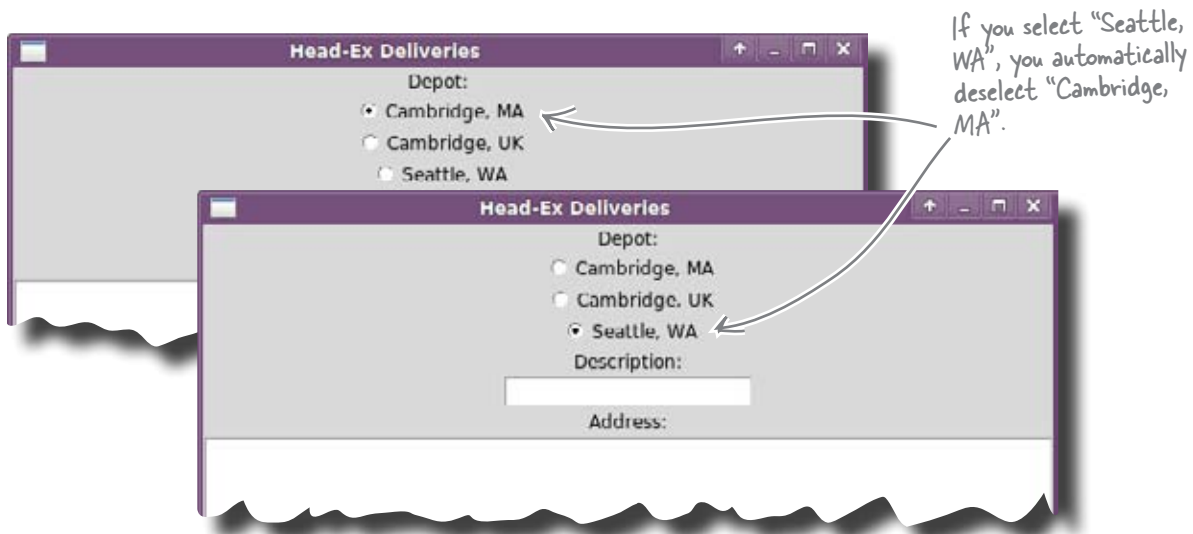 Head-Ex Deliveries
Depot:
Cambridge, MA
Cambridge, UK
Seattle, WA
Head-Ex Deliveries
Depot:
Cambridge, MA
Cambridge, UK
Seattle, WA
Description:
Address:
If you select “Seattle,
WA”, you automatically
deselect “Cambridge,
MA”.